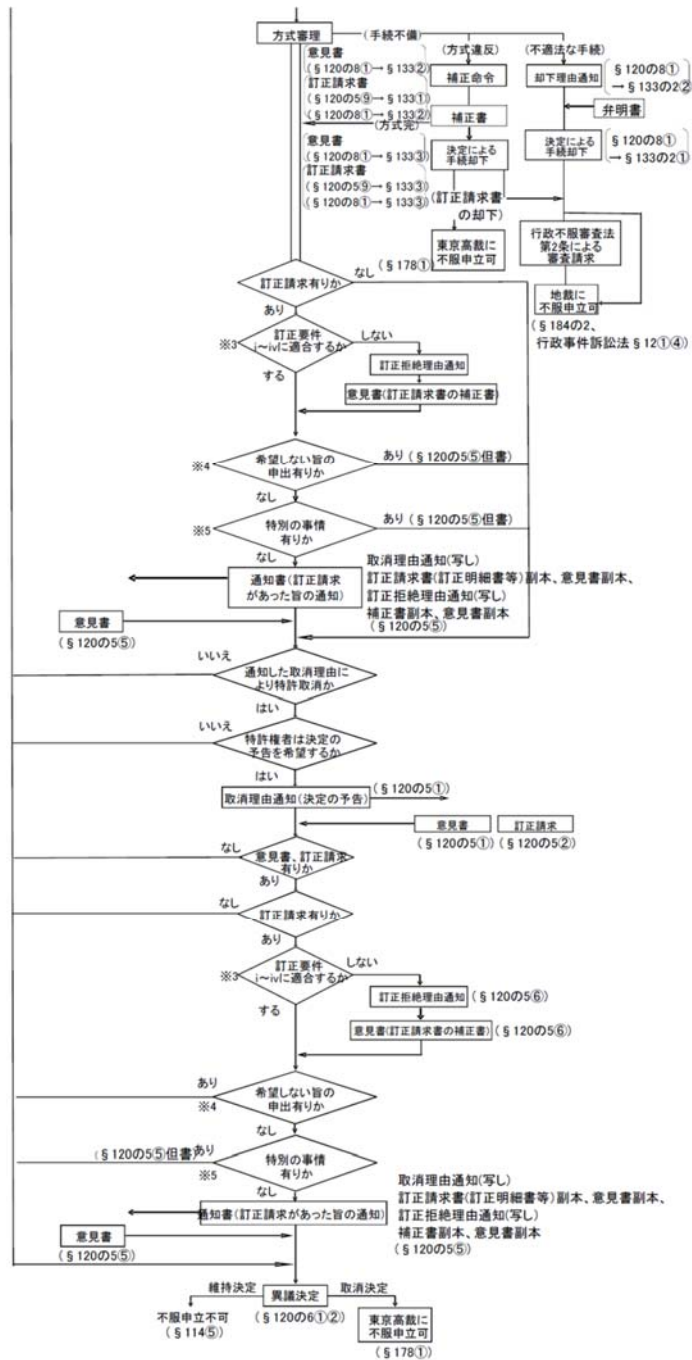 方式審理
(手続不備)
(方式違反)
(不適法な手続)
意見書
(§120の8①→§133②)
訂正請求書
(§120の5⑨→§133①)
(§120の8①→§133②)
(方式完)
補正命令
補正書
決定による
手続却下
却下理由通知
(§120の8①
→§133の2②)
弁明書
決定による
手続却下
(§120の8①
→§133の2①)
意見書
(§120の8①→§133③)
訂正請求書
(§120の5⑨→§133③)
(§120の8①→§133③)
(訂正請求書
の却下)
東京高裁に
不服申立可
(§178①)
行政不服審査法
第2条による
審査請求
地裁に
不服申立可
(§184の2、
行政事件訴訟法§12①④)
訂正請求有りか
なし
あり
※3
訂正要件
i～ivに適合するか
しない
する
訂正拒絶理由通知
意見書(訂正請求書の補正書)
※4
希望しない旨の
申出有りか
あり(§120の5⑤但書)
なし
※5
特別の事情
有りか
あり(§120の5⑤但書)
なし
通知書(訂正請求
があった旨の通知)
取消理由通知(写し)
訂正請求書(訂正明細書等)副本、意見書副本、
訂正拒絶理由通知(写し)
補正書副本、意見書副本
(§120の5⑤)
意見書
(§120の5⑤)
いいえ
通知した取消理由に
より特許取消か
はい
いいえ
特許権者は決定の
予告を希望するか
はい
取消理由通知(決定の予告)
(§120の5①)
意見書
訂正請求
(§120の5①)
(§120の5②)
なし
意見書、訂正請求
有りか
あり
なし
訂正請求有りか
あり
※3
訂正要件
i～ivに適合するか
しない
する
訂正拒絶理由通知
(§120の5⑥)
意見書(訂正請求書の補正書)
(§120の5⑥)
あり
※4
希望しない旨の
申出有りか
なし
(§120の5⑤但書)
あり
※5
特別の事情
有りか
なし
通知書(訂正請求があった旨の通知)
取消理由通知(写し)
訂正請求書(訂正明細書等)副本、意見書副本、
訂正拒絶理由通知(写し)
補正書副本、意見書副本
(§120の5⑤)
意見書
(§120の5⑤)
維持決定
異議決定
取消決定
不服申立不可
(§114⑤)
(§120の6①②)
東京高裁に
不服申立可
(§178①)